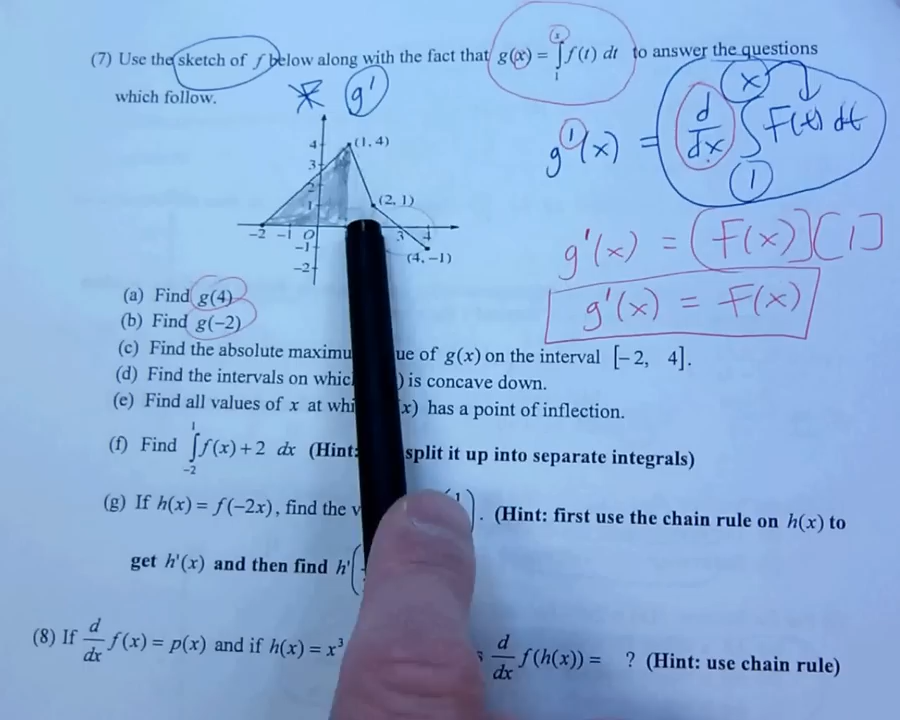 (7) Use the sketch of f below along with the fact that g(x) = ∫₁ˣ f(t) dt to answer the questions
which follow.
* g'
g'(x) = d/dx ∫₁ˣ F(t) dt
4 (1, 4)
3
2
1 (2, 1)
-2 -1 O 3 4
-1
(4, -1)
-2
g'(x) = (F(x)][1]
g'(x) = F(x)
(a) Find g(4)
(b) Find g(-2)
(c) Find the absolute maximu ue of g(x) on the interval [-2, 4].
(d) Find the intervals on whic ) is concave down.
(e) Find all values of x at whi x) has a point of inflection.
(f) Find ∫₋₂¹ f(x) + 2 dx (Hint: split it up into separate integrals)
(g) If h(x) = f(-2x), find the v (1 ). (Hint: first use the chain rule on h(x) to
get h'(x) and then find h'(
(8) If d/dx f(x) = p(x) and if h(x) = x³ s d/dx f(h(x)) = ? (Hint: use chain rule)